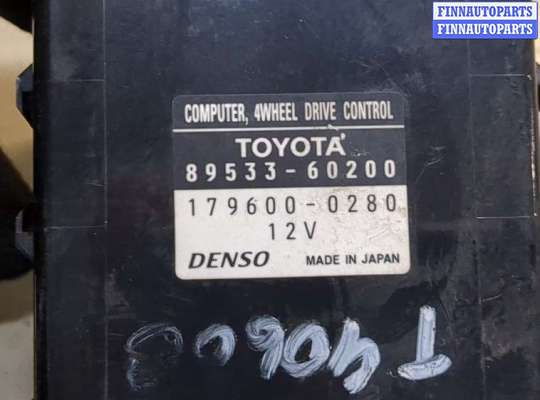 FINNAUTOPARTS
FINNAUTOPARTS
COMPUTER, 4WHEEL DRIVE CONTROL
TOYOTA
89533-60200
179600-0280
12V
DENSO MADE IN JAPAN